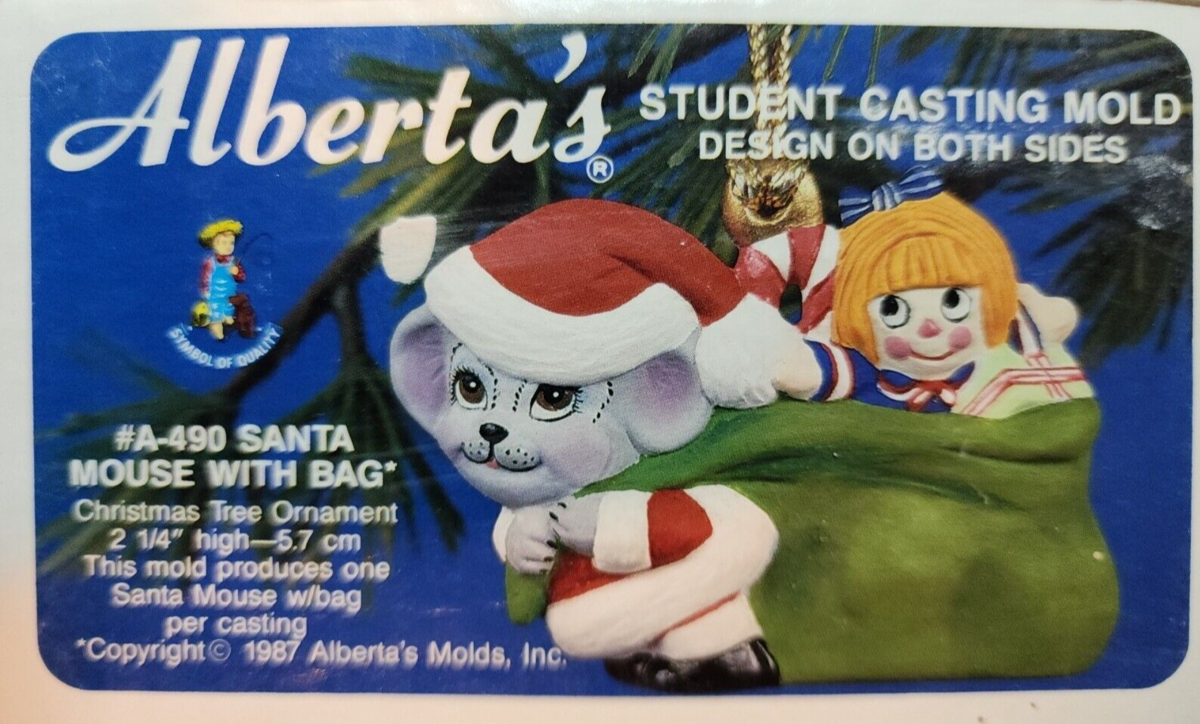 Alberta's®
STUDENT CASTING MOLD
DESIGN ON BOTH SIDES
SYMBOL OF QUALITY
#A-490 SANTA
MOUSE WITH BAG*
Christmas Tree Ornament
2 1/4" high—5.7 cm
This mold produces one
Santa Mouse w/bag
per casting
*Copyright© 1987 Alberta's Molds, Inc.